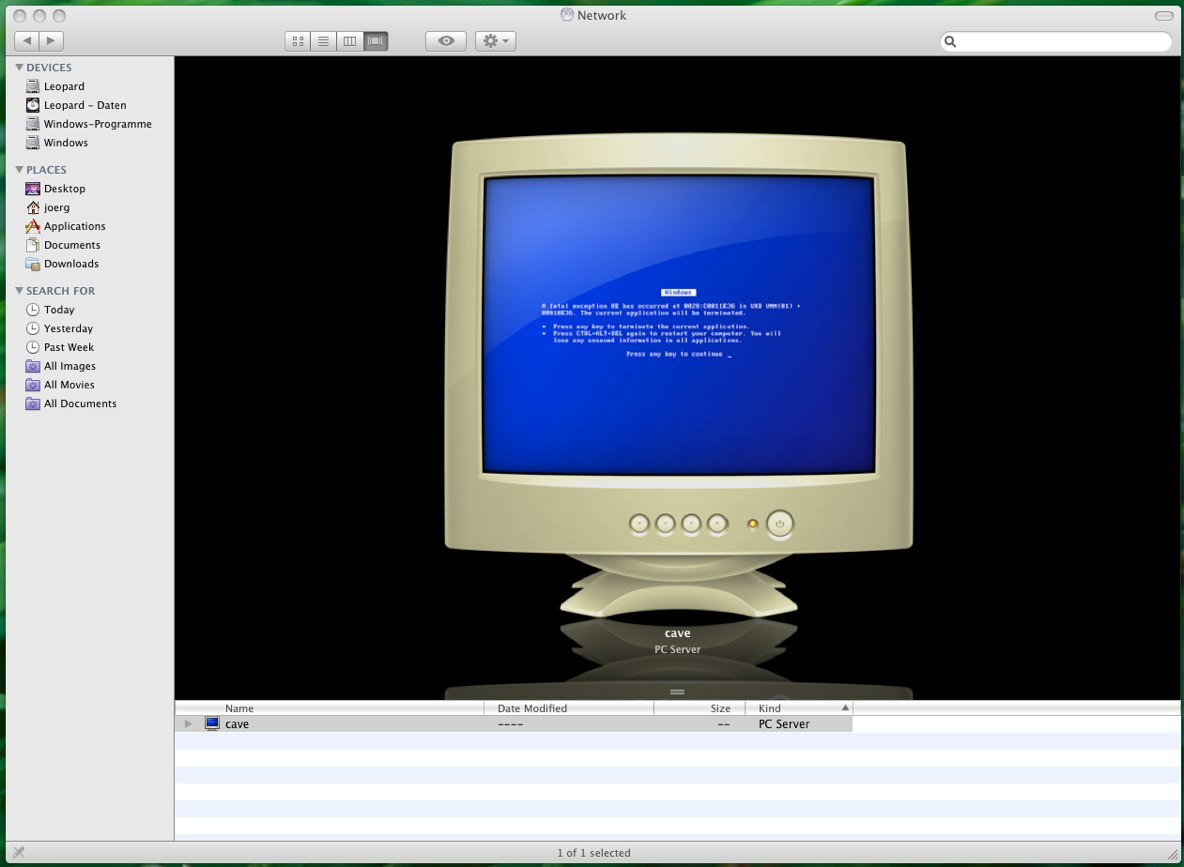 Network
DEVICES
Leopard
Leopard - Daten
Windows-Programme
Windows
PLACES
Desktop
joerg
Applications
Documents
Downloads
SEARCH FOR
Today
Yesterday
Past Week
All Images
All Movies
All Documents
Windows
A fatal exception 0E has occurred at 0028:C0011E36 in VXD VMM(01) +
00010E36. The current application will be terminated.
* Press any key to terminate the current application.
* Press CTRL+ALT+DEL again to restart your computer. You will
lose any unsaved information in all applications.
Press any key to continue _
cave
PC Server
Name Date Modified Size Kind
cave ---- -- PC Server
1 of 1 selected